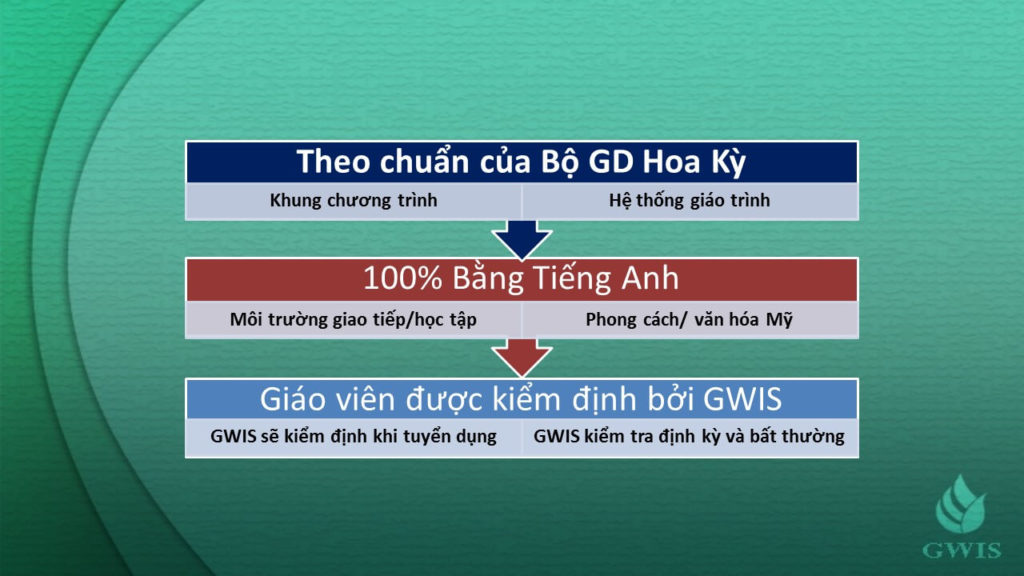 Theo chuẩn của Bộ GD Hoa Kỳ
Khung chương trình
Hệ thống giáo trình
100% Bằng Tiếng Anh
Môi trường giao tiếp/học tập
Phong cách/ văn hóa Mỹ
Giáo viên được kiểm định bởi GWIS
GWIS sẽ kiểm định khi tuyển dụng
GWIS kiểm tra định kỳ và bất thường
GWIS